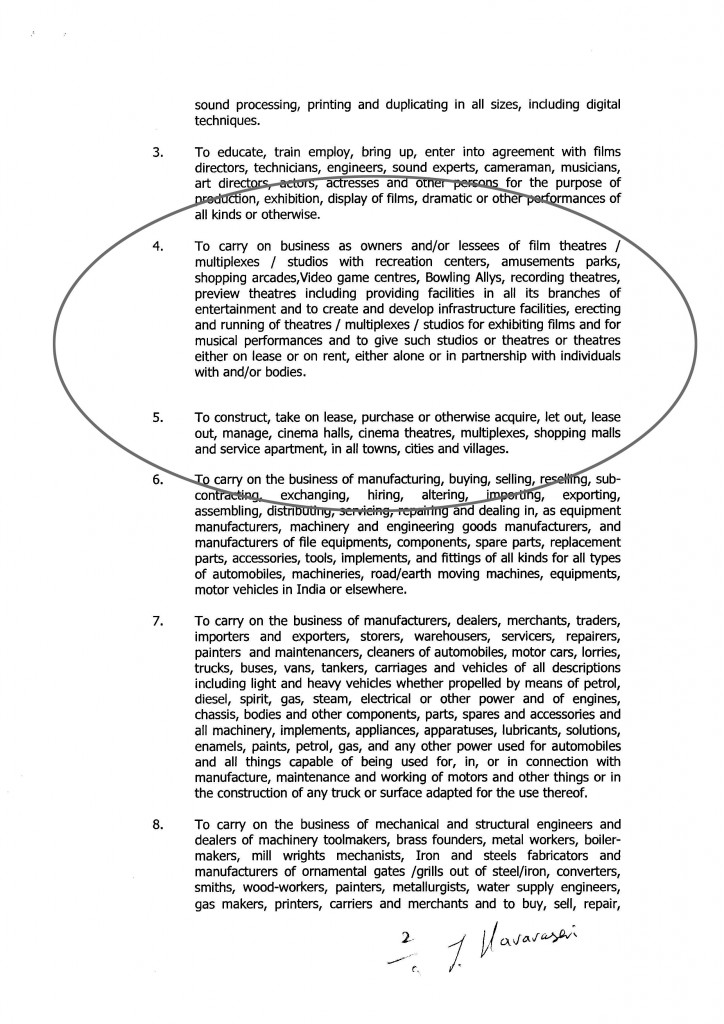 sound processing, printing and duplicating in all sizes, including digital
techniques.
3. To educate, train employ, bring up, enter into agreement with films
directors, technicians, engineers, sound experts, cameraman, musicians,
art directors, actors, actresses and other persons for the purpose of
production, exhibition, display of films, dramatic or other performances of
all kinds or otherwise.
4. To carry on business as owners and/or lessees of film theatres /
multiplexes / studios with recreation centers, amusements parks,
shopping arcades,Video game centres, Bowling Allys, recording theatres,
preview theatres including providing facilities in all its branches of
entertainment and to create and develop infrastructure facilities, erecting
and running of theatres / multiplexes / studios for exhibiting films and for
musical performances and to give such studios or theatres or theatres
either on lease or on rent, either alone or in partnership with individuals
with and/or bodies.
5. To construct, take on lease, purchase or otherwise acquire, let out, lease
out, manage, cinema halls, cinema theatres, multiplexes, shopping malls
and service apartment, in all towns, cities and villages.
6. To carry on the business of manufacturing, buying, selling, reselling, sub-
contracting, exchanging, hiring, altering, importing, exporting,
assembling, distributing, servicing, repairing and dealing in, as equipment
manufacturers, machinery and engineering goods manufacturers, and
manufacturers of file equipments, components, spare parts, replacement
parts, accessories, tools, implements, and fittings of all kinds for all types
of automobiles, machineries, road/earth moving machines, equipments,
motor vehicles in India or elsewhere.
7. To carry on the business of manufacturers, dealers, merchants, traders,
importers and exporters, storers, warehousers, servicers, repairers,
painters and maintenancers, cleaners of automobiles, motor cars, lorries,
trucks, buses, vans, tankers, carriages and vehicles of all descriptions
including light and heavy vehicles whether propelled by means of petrol,
diesel, spirit, gas, steam, electrical or other power and of engines,
chassis, bodies and other components, parts, spares and accessories and
all machinery, implements, appliances, apparatuses, lubricants, solutions,
enamels, paints, petrol, gas, and any other power used for automobiles
and all things capable of being used for, in, or in connection with
manufacture, maintenance and working of motors and other things or in
the construction of any truck or surface adapted for the use thereof.
8. To carry on the business of mechanical and structural engineers and
dealers of machinery toolmakers, brass founders, metal workers, boiler-
makers, mill wrights mechanists, Iron and steels fabricators and
manufacturers of ornamental gates /grills out of steel/iron, converters,
smiths, wood-workers, painters, metallurgists, water supply engineers,
gas makers, printers, carriers and merchants and to buy, sell, repair,
2